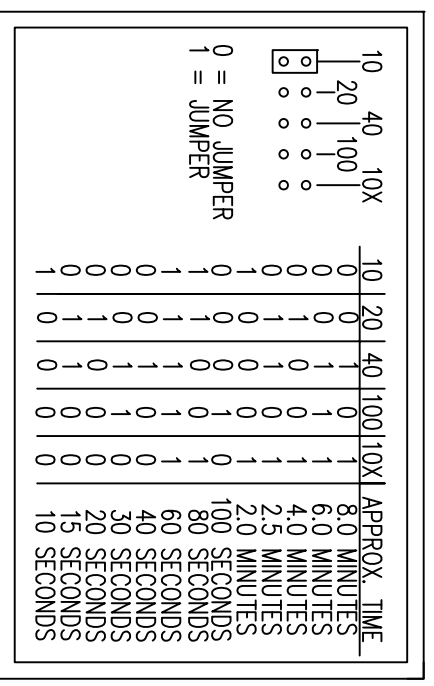 10 20 40 100 10X
0 = NO JUMPER
1 = JUMPER
10 20 40 100 10X APPROX. TIME
0 0 1 0 1 8.0 MINUTES
0 0 1 1 1 6.0 MINUTES
0 1 0 0 1 4.0 MINUTES
0 1 1 0 1 2.5 MINUTES
1 0 0 0 1 2.0 MINUTES
0 0 0 1 0 100 SECONDS
1 1 0 0 1 80 SECONDS
1 1 1 1 1 60 SECONDS
0 0 1 0 0 40 SECONDS
0 0 1 1 0 30 SECONDS
0 1 0 0 0 20 SECONDS
0 1 1 0 0 15 SECONDS
1 0 0 0 0 10 SECONDS